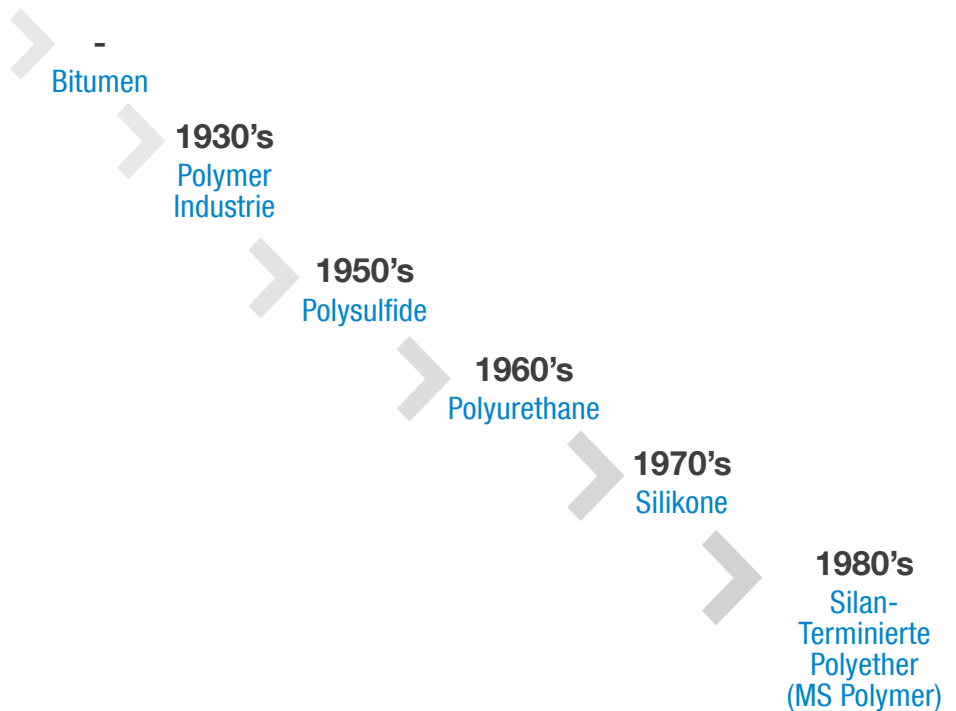 -
Bitumen
1930’s
Polymer
Industrie
1950’s
Polysulfide
1960’s
Polyurethane
1970’s
Silikone
1980’s
Silan-
Terminierte
Polyether
(MS Polymer)